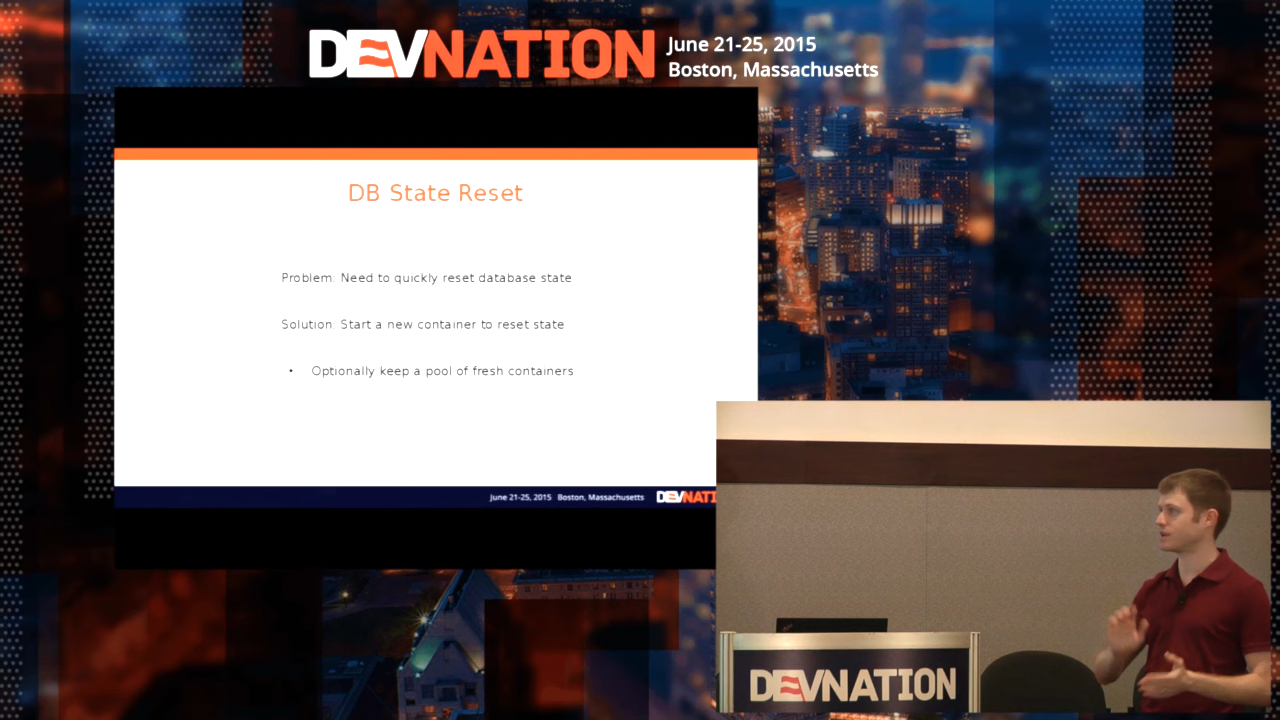 DEVNATION
June 21-25, 2015
Boston, Massachusetts
DB State Reset
Problem: Need to quickly reset database state
Solution: Start a new container to reset state
• Optionally keep a pool of fresh containers
June 21-25, 2015 Boston, Massachusetts DEVNATI
DEVNATION